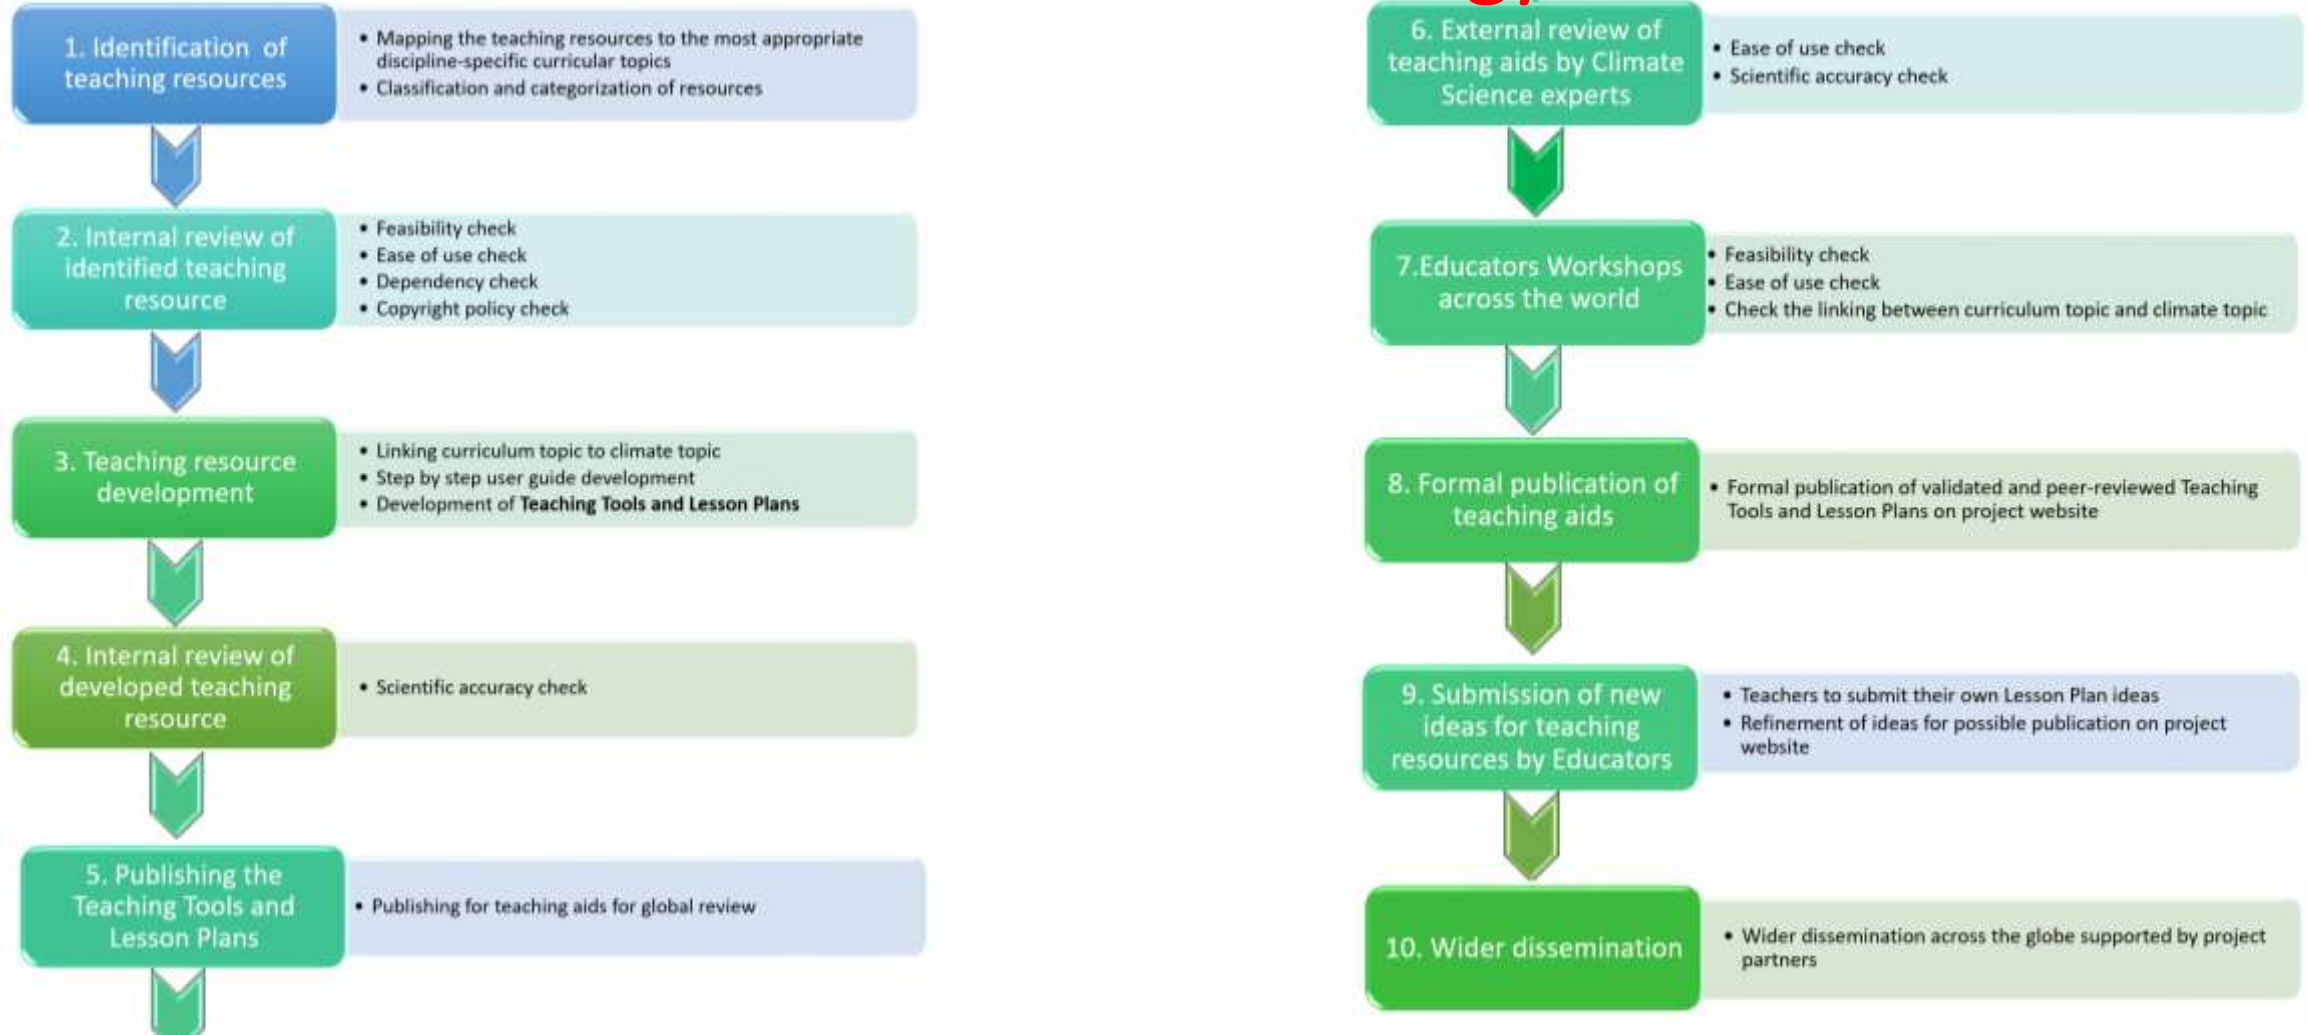 1. Identification of
teaching resources
• Mapping the teaching resources to the most appropriate
discipline-specific curricular topics
• Classification and categorization of resources
2. Internal review of
identified teaching
resource
• Feasibility check
• Ease of use check
• Dependency check
• Copyright policy check
3. Teaching resource
development
• Linking curriculum topic to climate topic
• Step by step user guide development
• Development of Teaching Tools and Lesson Plans
4. Internal review of
developed teaching
resource
• Scientific accuracy check
5. Publishing the
Teaching Tools and
Lesson Plans
• Publishing for teaching aids for global review
6. External review of
teaching aids by Climate
Science experts
• Ease of use check
• Scientific accuracy check
7.Educators Workshops
across the world
• Feasibility check
• Ease of use check
• Check the linking between curriculum topic and climate topic
8. Formal publication of
teaching aids
• Formal publication of validated and peer-reviewed Teaching
Tools and Lesson Plans on project website
9. Submission of new
ideas for teaching
resources by Educators
• Teachers to submit their own Lesson Plan ideas
• Refinement of ideas for possible publication on project
website
10. Wider dissemination
• Wider dissemination across the globe supported by project
partners